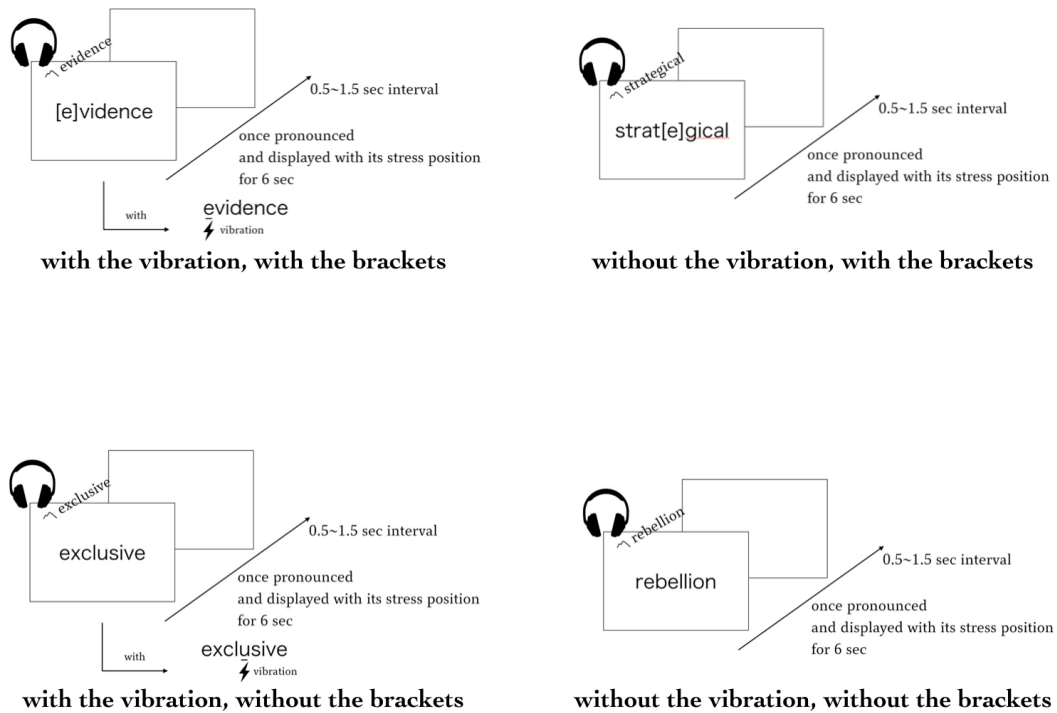 evidence
[e]vidence
0.5~1.5 sec interval
once pronounced
and displayed with its stress position
for 6 sec
with
evidence
vibration
with the vibration, with the brackets
strategical
strat[e]gical
0.5~1.5 sec interval
once pronounced
and displayed with its stress position
for 6 sec
without the vibration, with the brackets
exclusive
exclusive
0.5~1.5 sec interval
once pronounced
and displayed with its stress position
for 6 sec
with
exclusive
vibration
with the vibration, without the brackets
rebellion
rebellion
0.5~1.5 sec interval
once pronounced
and displayed with its stress position
for 6 sec
without the vibration, without the brackets